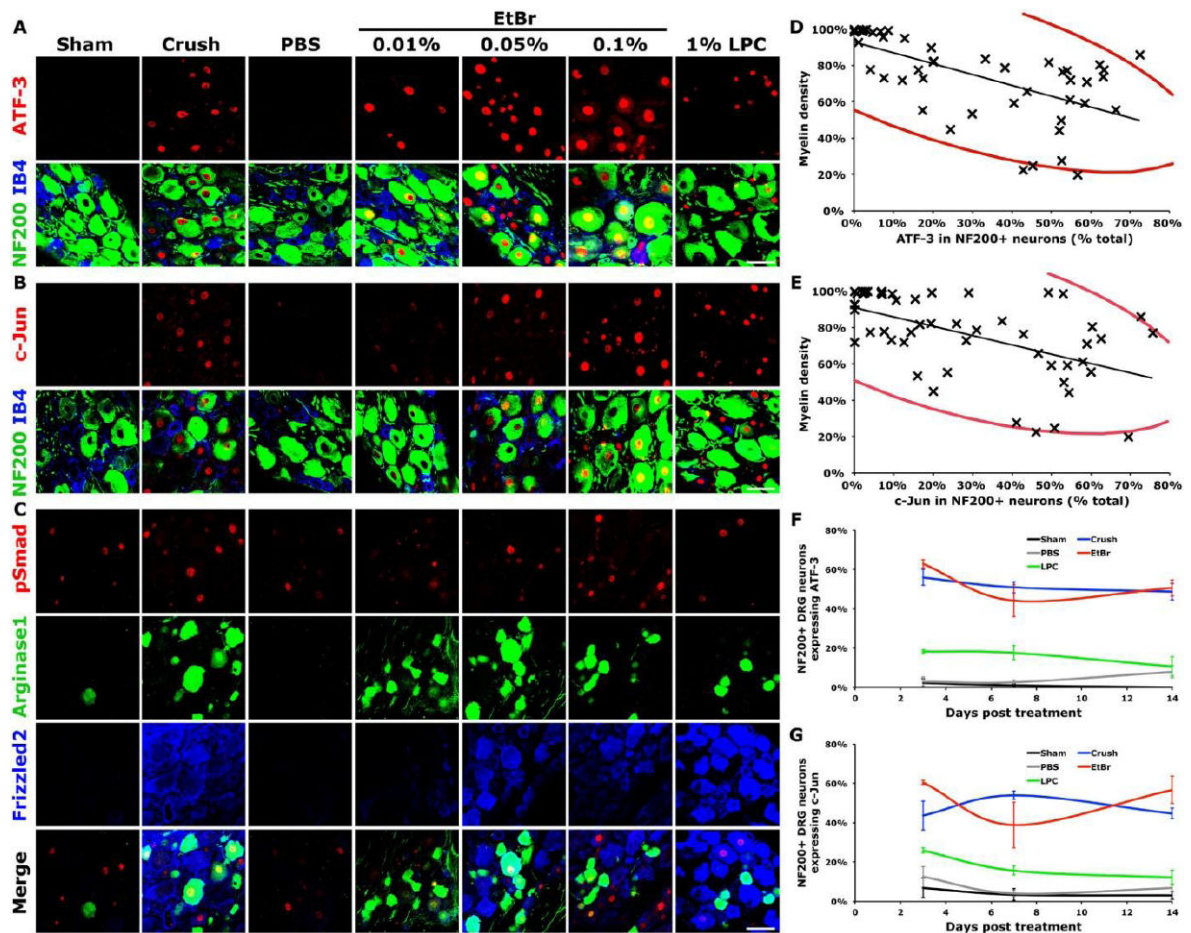 A
EtBr
Sham Crush PBS 0.01% 0.05% 0.1% 1% LPC
ATF-3
NF200 IB4
B
c-Jun
NF200 IB4
C
pSmad
Arginase1
Frizzled2
Merge
D
Myelin density
100%
80%
60%
40%
20%
0%
0% 10% 20% 30% 40% 50% 60% 70% 80%
ATF-3 in NF200+ neurons (% total)
E
Myelin density
100%
80%
60%
40%
20%
0%
0% 10% 20% 30% 40% 50% 60% 70% 80%
c-Jun in NF200+ neurons (% total)
F
NF200+ DRG neurons
expressing ATF-3
80%
60%
40%
20%
0%
Sham Crush
PBS EtBr
LPC
0 2 4 6 8 10 12 14
Days post treatment
G
NF200+ DRG neurons
expressing c-Jun
80%
60%
40%
20%
0%
Sham Crush
PBS EtBr
LPC
0 2 4 6 8 10 12 14
Days post treatment